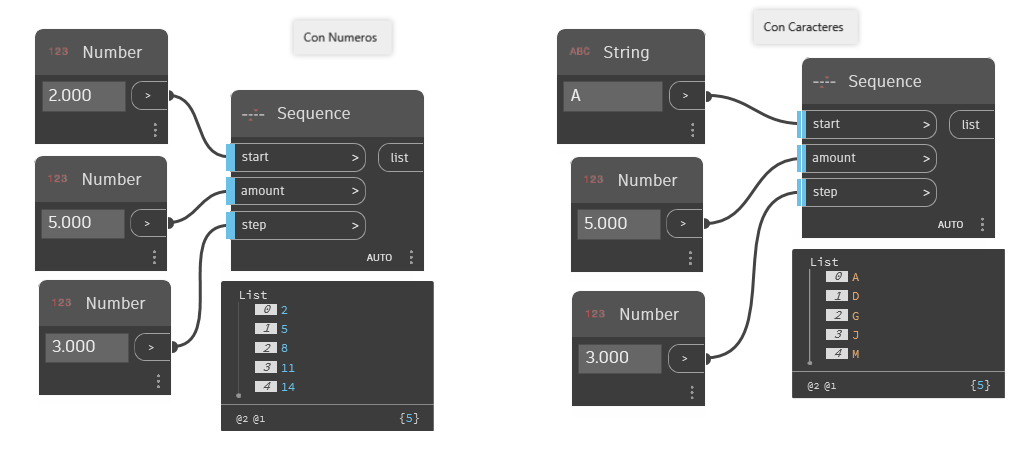 Con Numeros
123 Number
2.000 >
123 Number
5.000 >
123 Number
3.000 >
Sequence
start > list
amount >
step >
AUTO
List
0 2
1 5
2 8
3 11
4 14
@2 @1 {5}
Con Caracteres
ABC String
A >
123 Number
5.000 >
123 Number
3.000 >
Sequence
start > list
amount >
step >
AUTO
List
0 A
1 D
2 G
3 J
4 M
@2 @1 {5}